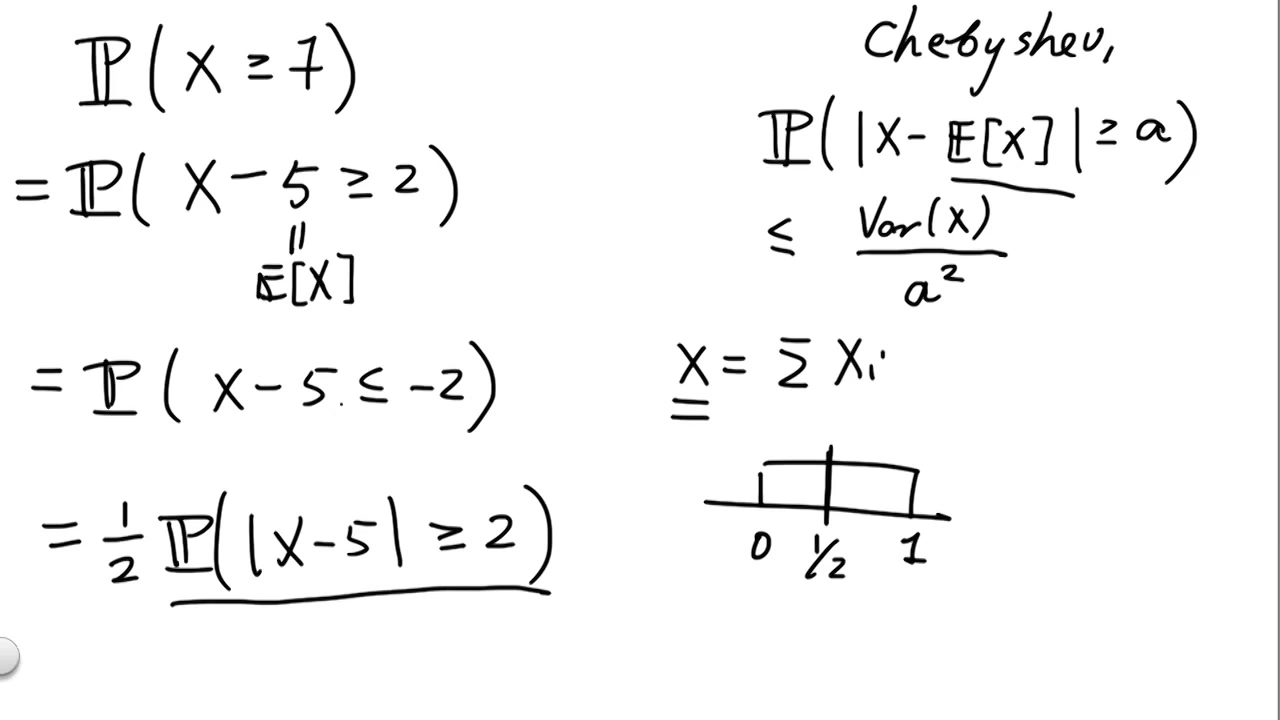 ℙ( X ≥ 7 )
= ℙ( X − 5 ≥ 2 )
=
𝔼[X]
= ℙ( X − 5 ≤ −2 )
= 1/2 ℙ( |X − 5| ≥ 2 )
Chebyshev,
ℙ( |X − 𝔼[X]| ≥ a )
≤ Var(X) / a²
X = Σ Xi
0 1/2 1